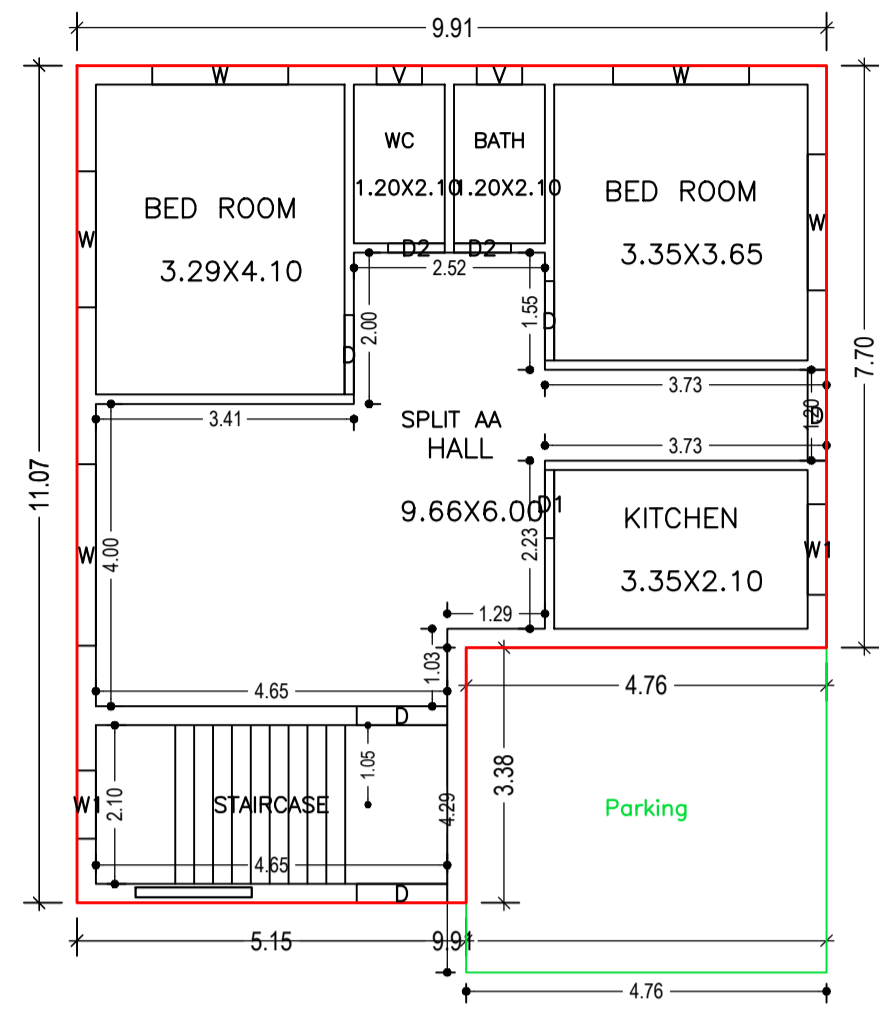 9.91
W
V
V
W
WC
BATH
1.20X2.10
1.20X2.10
BED ROOM
3.29X4.10
BED ROOM
3.35X3.65
W
W
D2
D2
2.52
2.00
1.55
D
D
7.70
3.73
3.41
SPLIT AA
HALL
9.66X6.00
1.20
D
3.73
11.07
D1
KITCHEN
3.35X2.10
W
W1
4.00
2.23
1.29
1.03
4.65
4.76
D
1.05
3.38
2.10
W1
STAIRCASE
4.29
Parking
4.65
D
5.15
9.91
4.76